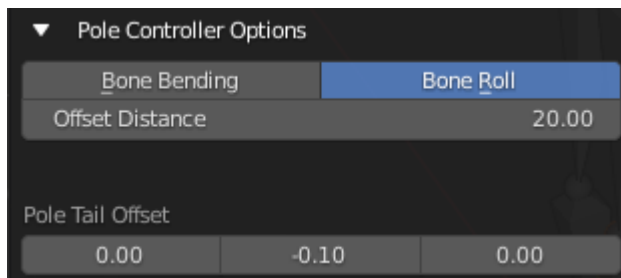 Pole Controller Options
Bone Bending Bone Roll
Offset Distance 20.00
Pole Tail Offset
0.00 -0.10 0.00